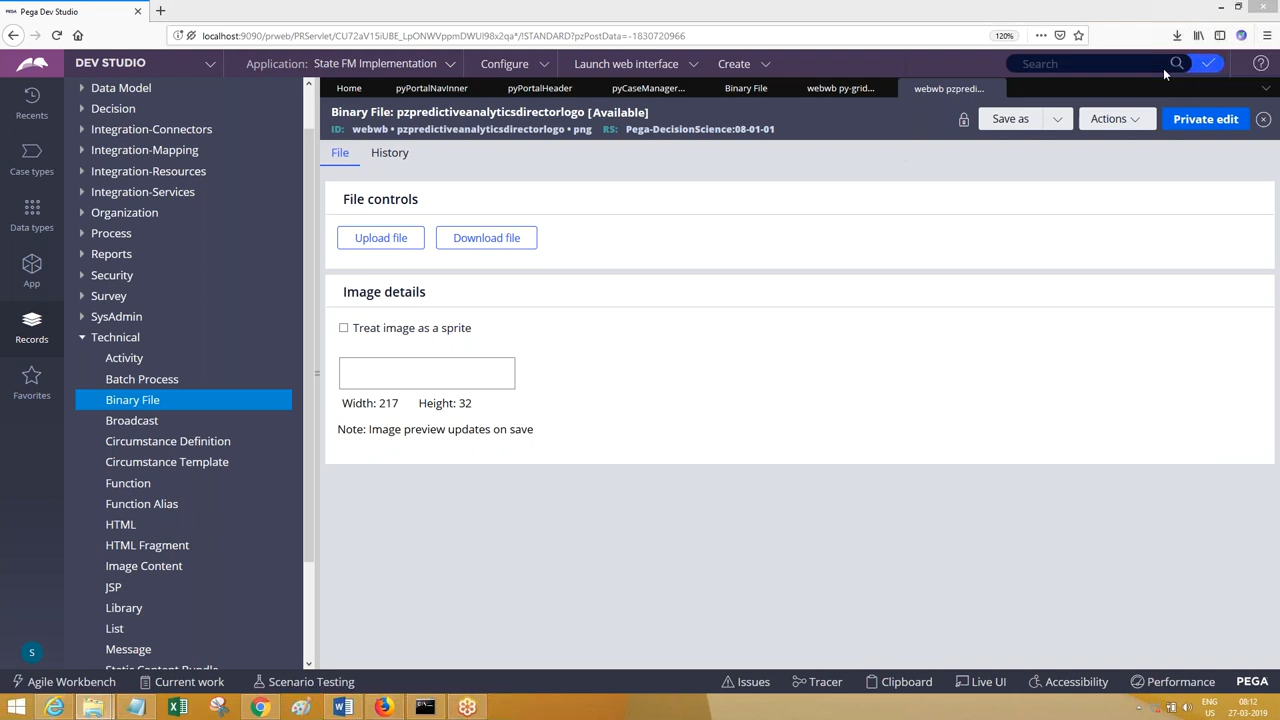 Pega Dev Studio
localhost:9090/prweb/PRServlet/CU72aV15iUBE_LpONWVppmDWUI98x2qa*/!STANDARD?pzPostData=-1830720966
120%
DEV STUDIO
Application: State FM Implementation
Configure
Launch web interface
Create
Search
Home
pyPortalNavInner
pyPortalHeader
pyCaseManager...
Binary File
webwb py-grid...
webwb pzpredi...
Recents
Case types
Data types
App
Records
Favorites
S
Data Model
Decision
Integration-Connectors
Integration-Mapping
Integration-Resources
Integration-Services
Organization
Process
Reports
Security
Survey
SysAdmin
Technical
Activity
Batch Process
Binary File
Broadcast
Circumstance Definition
Circumstance Template
Function
Function Alias
HTML
HTML Fragment
Image Content
JSP
Library
List
Message
Binary File: pzpredictiveanalyticsdirectorlogo [Available]
ID: webwb • pzpredictiveanalyticsdirectorlogo • png RS: Pega-DecisionScience:08-01-01
Save as
Actions
Private edit
File
History
File controls
Upload file
Download file
Image details
Treat image as a sprite
Width: 217 Height: 32
Note: Image preview updates on save
Agile Workbench
Current work
Scenario Testing
Issues
Tracer
Clipboard
Live UI
Accessibility
Performance
PEGA
ENG
US
08:12
27-03-2019